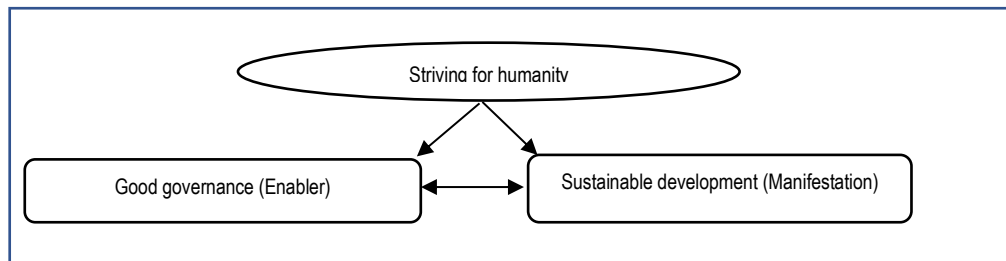 Striving for humanity
Good governance (Enabler)
Sustainable development (Manifestation)